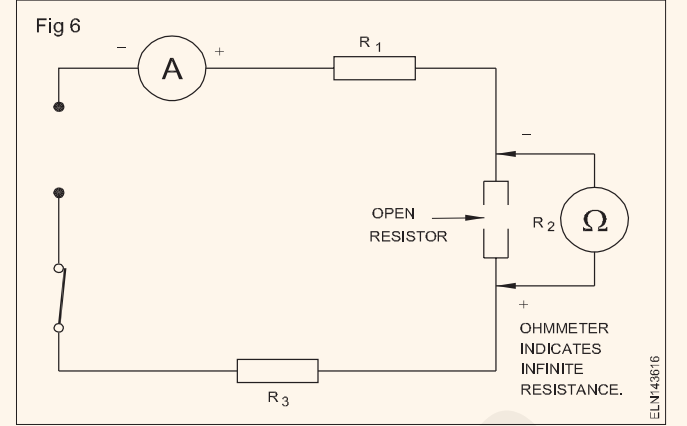 Fig 6
− A +
R 1
−
OPEN
RESISTOR
R 2 Ω
+
OHMMETER
INDICATES
INFINITE
RESISTANCE.
R 3
ELN143616